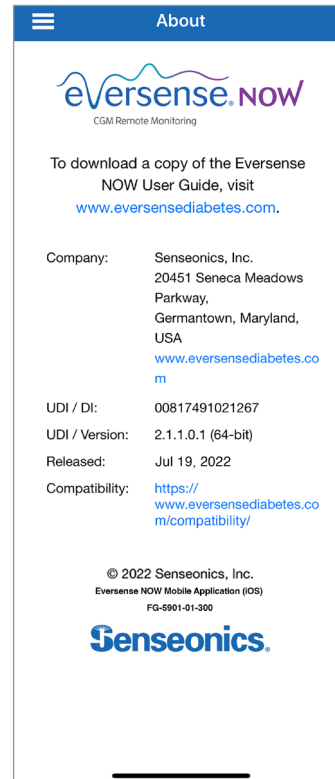 About
eversense. NOW
CGM Remote Monitoring
To download a copy of the Eversense
NOW User Guide, visit
www.eversensediabetes.com.
Company: Senseonics, Inc.
20451 Seneca Meadows
Parkway,
Germantown, Maryland,
USA
www.eversensediabetes.co
m
UDI / DI: 00817491021267
UDI / Version: 2.1.1.0.1 (64-bit)
Released: Jul 19, 2022
Compatibility: https://
www.eversensediabetes.co
m/compatibility/
© 2022 Senseonics, Inc.
Eversense NOW Mobile Application (iOS)
FG-5901-01-300
Senseonics.